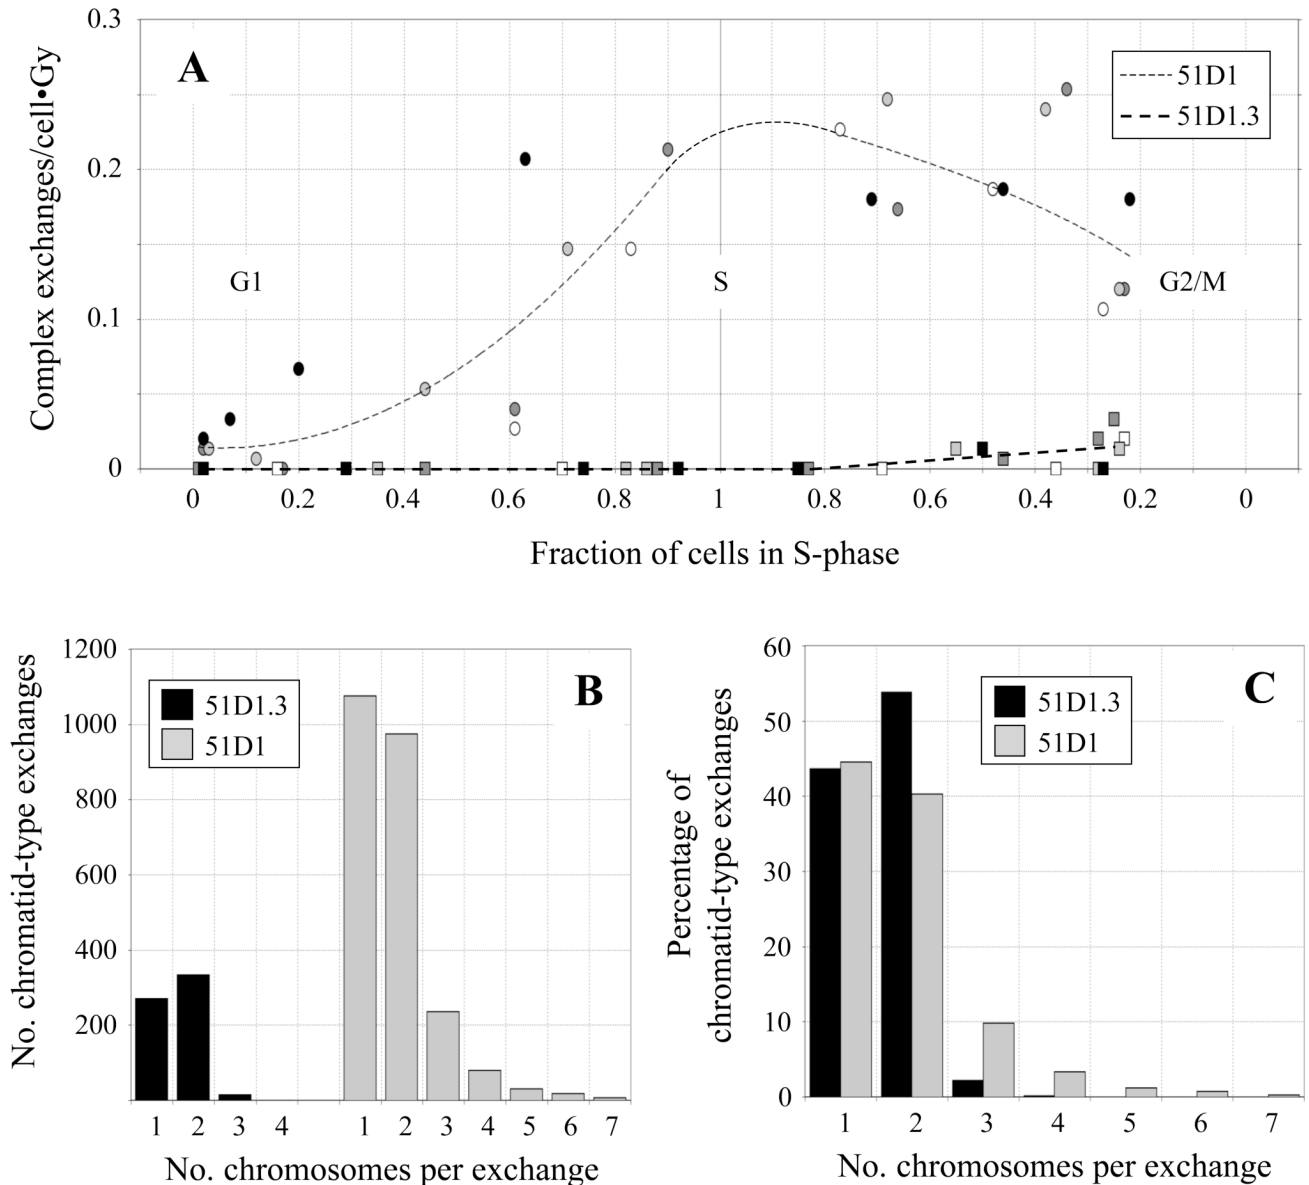 0.3
A
51D1
51D1.3
Complex exchanges/cell•Gy
0.2
G1
S
G2/M
0.1
0
0 0.2 0.4 0.6 0.8 1 0.8 0.6 0.4 0.2 0
Fraction of cells in S-phase
No. chromatid-type exchanges
1200
1000
800
600
400
200
51D1.3
51D1
B
1 2 3 4 1 2 3 4 5 6 7
No. chromosomes per exchange
Percentage of
chromatid-type exchanges
60
50
40
30
20
10
0
51D1.3
51D1
C
1 2 3 4 5 6 7
No. chromosomes per exchange